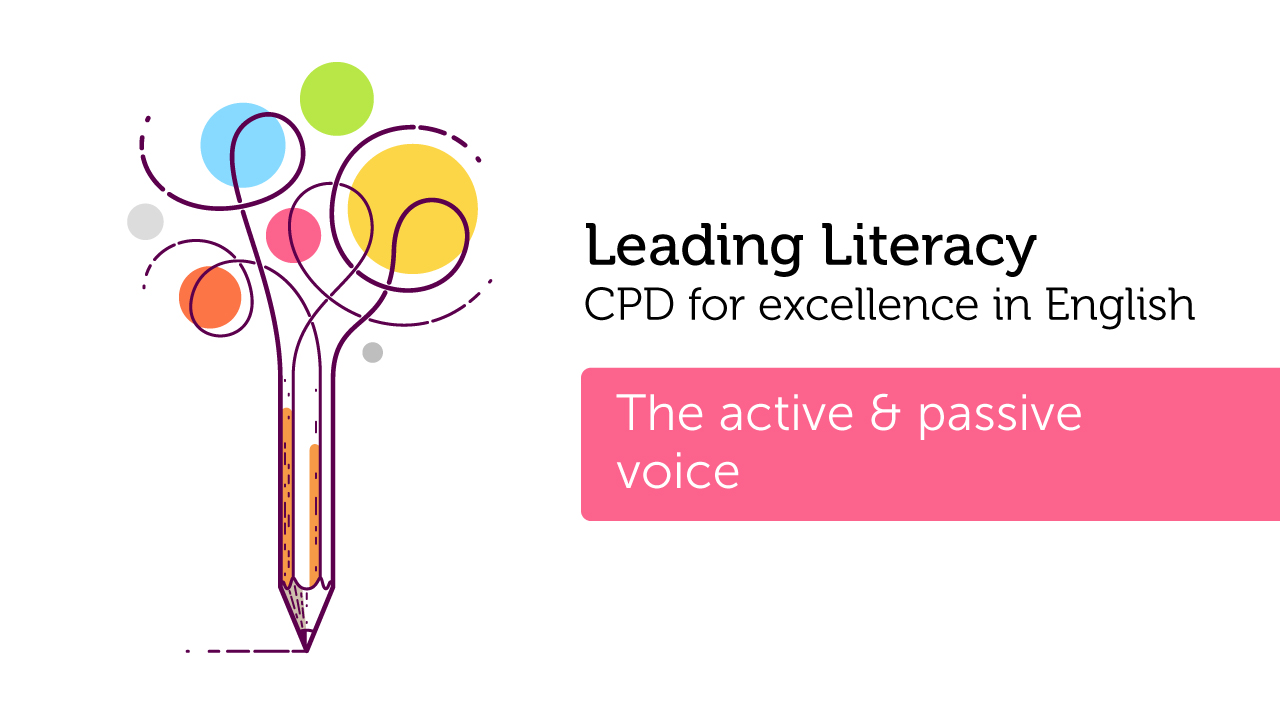 Leading Literacy
CPD for excellence in English
The active & passive
voice